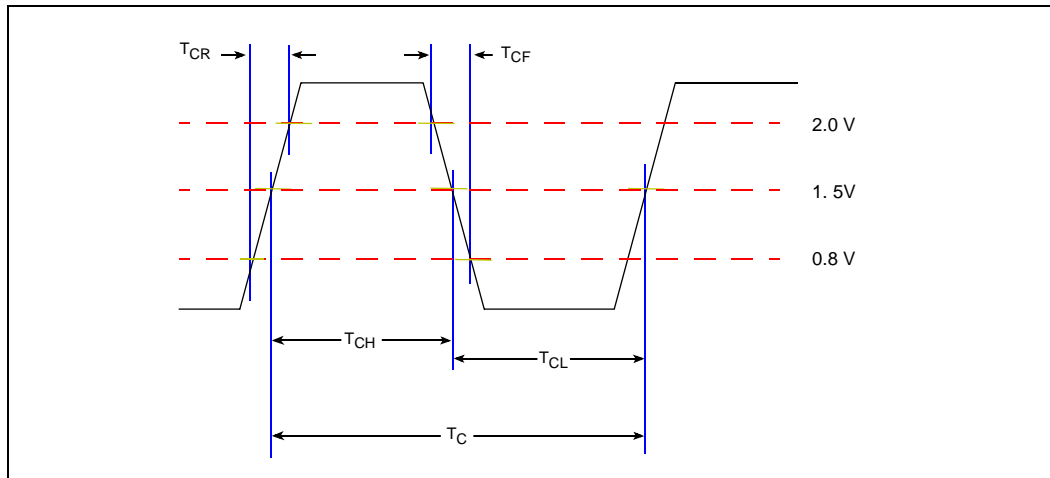 TCR
TCF
2.0 V
1. 5V
0.8 V
TCH
TCL
TC